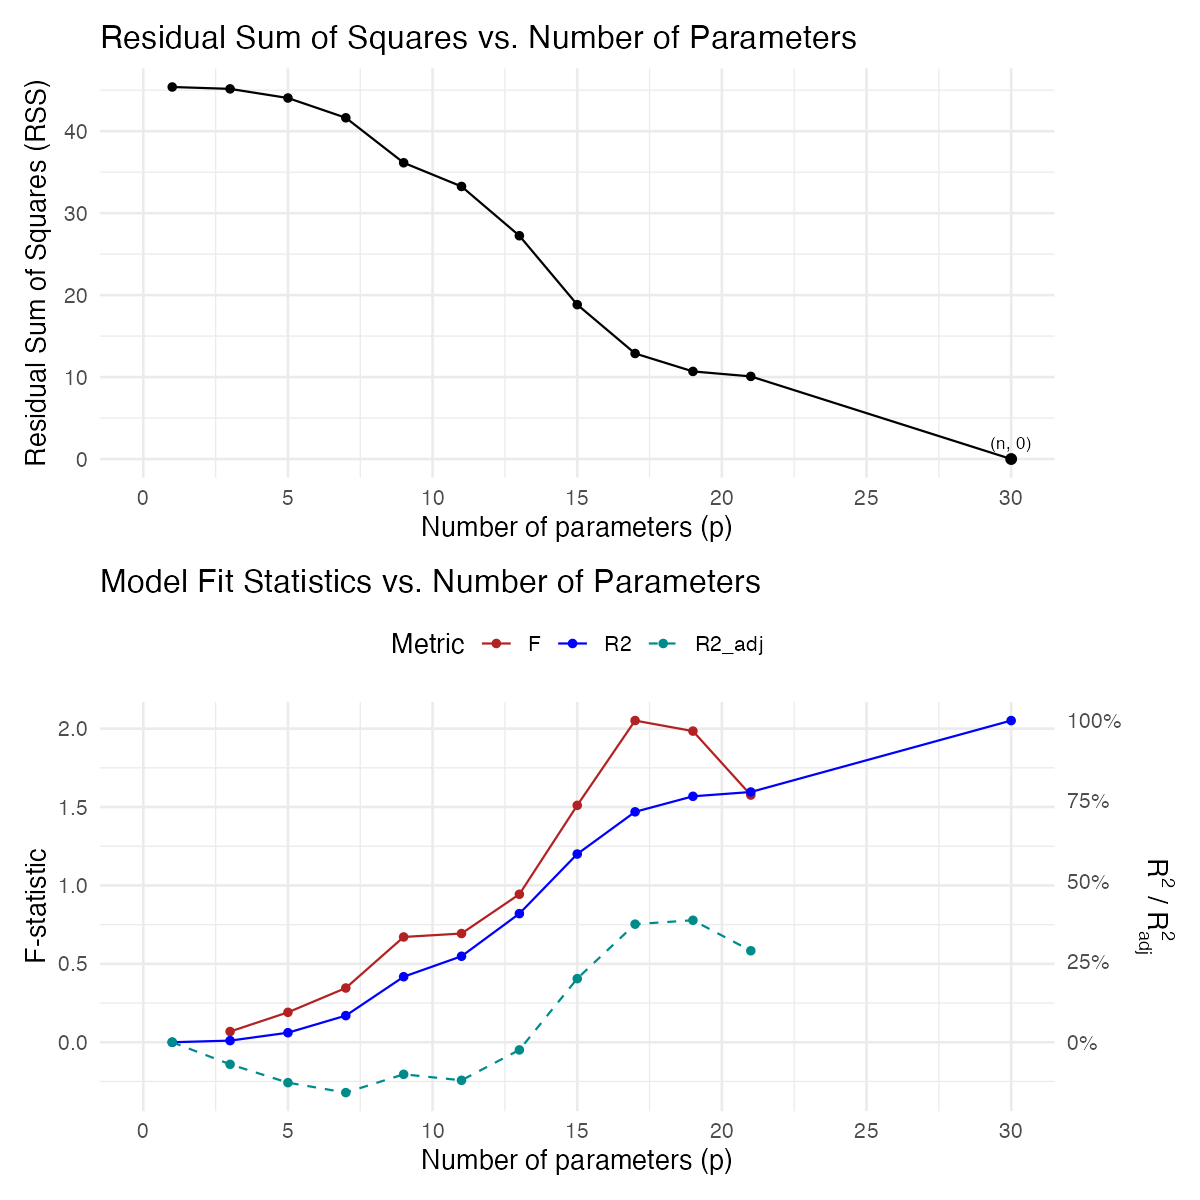 Residual Sum of Squares vs. Number of Parameters
Residual Sum of Squares (RSS)
40
30
20
10
0
(n, 0)
0 5 10 15 20 25 30
Number of parameters (p)
Model Fit Statistics vs. Number of Parameters
Metric F R2 R2_adj
F-statistic
2.0
1.5
1.0
0.5
0.0
100%
75%
50%
25%
0%
R² / R²adj
0 5 10 15 20 25 30
Number of parameters (p)